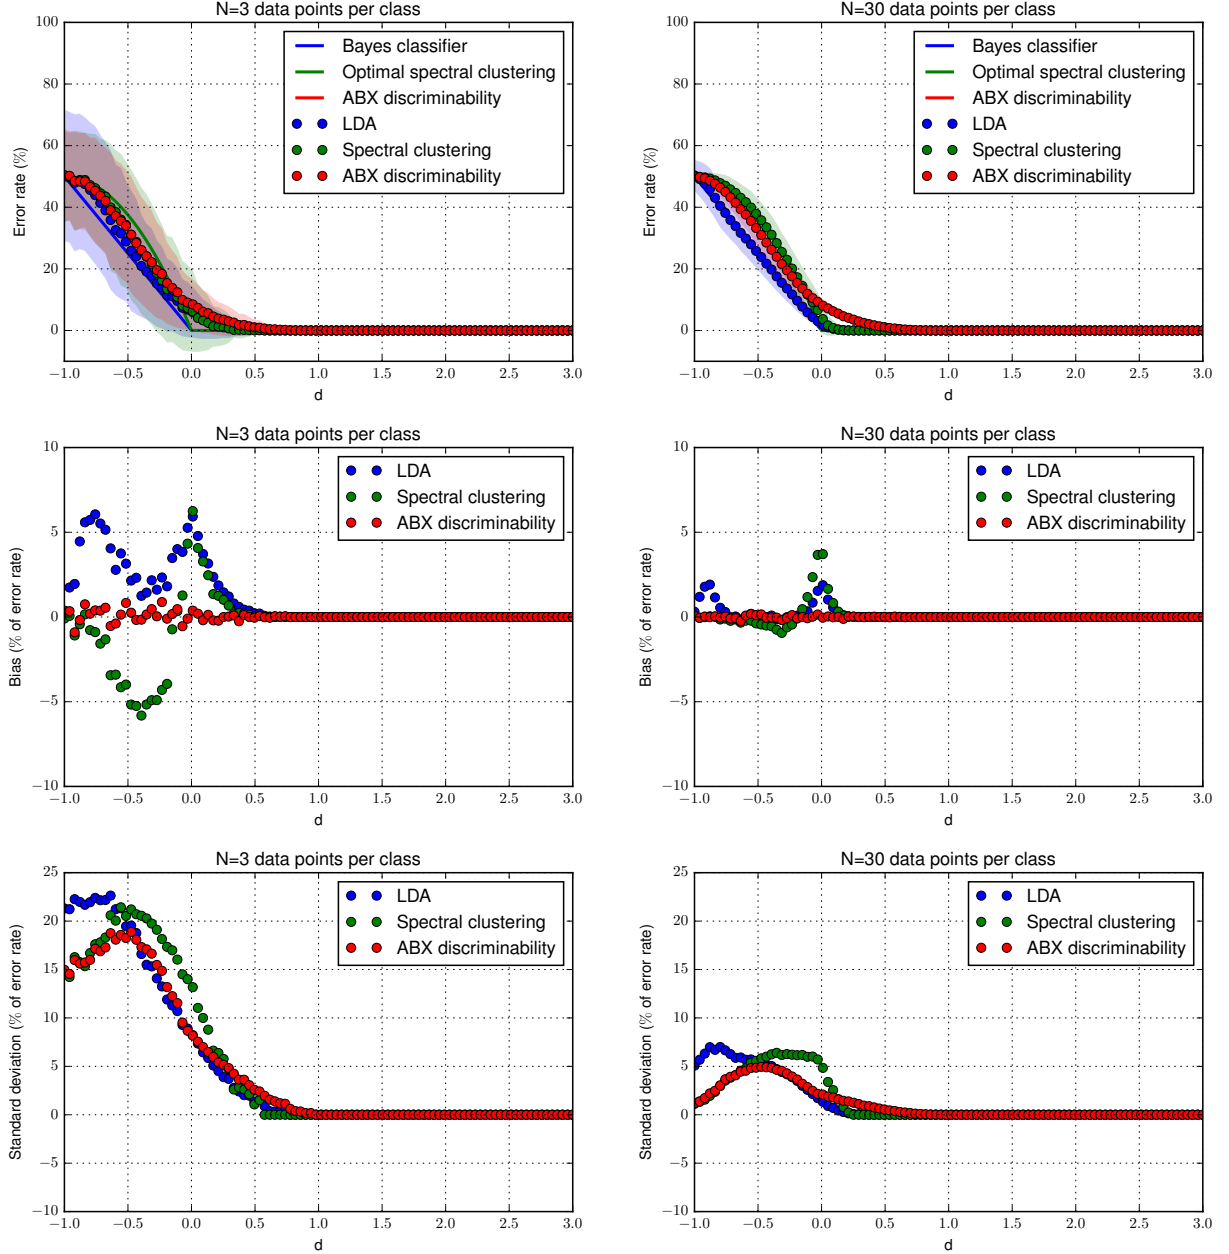 N=3 data points per class
Error rate (%)
100
80
60
40
20
0
Bayes classifier
Optimal spectral clustering
ABX discriminability
LDA
Spectral clustering
ABX discriminability
−1.0 −0.5 0.0 0.5 1.0 1.5 2.0 2.5 3.0
d
N=30 data points per class
Error rate (%)
100
80
60
40
20
0
Bayes classifier
Optimal spectral clustering
ABX discriminability
LDA
Spectral clustering
ABX discriminability
−1.0 −0.5 0.0 0.5 1.0 1.5 2.0 2.5 3.0
d
N=3 data points per class
Bias (% of error rate)
10
5
0
−5
−10
LDA
Spectral clustering
ABX discriminability
−1.0 −0.5 0.0 0.5 1.0 1.5 2.0 2.5 3.0
d
N=30 data points per class
Bias (% of error rate)
10
5
0
−5
−10
LDA
Spectral clustering
ABX discriminability
−1.0 −0.5 0.0 0.5 1.0 1.5 2.0 2.5 3.0
d
N=3 data points per class
Standard deviation (% of error rate)
25
20
15
10
5
0
−5
−10
LDA
Spectral clustering
ABX discriminability
−1.0 −0.5 0.0 0.5 1.0 1.5 2.0 2.5 3.0
d
N=30 data points per class
Standard deviation (% of error rate)
25
20
15
10
5
0
−5
−10
LDA
Spectral clustering
ABX discriminability
−1.0 −0.5 0.0 0.5 1.0 1.5 2.0 2.5 3.0
d